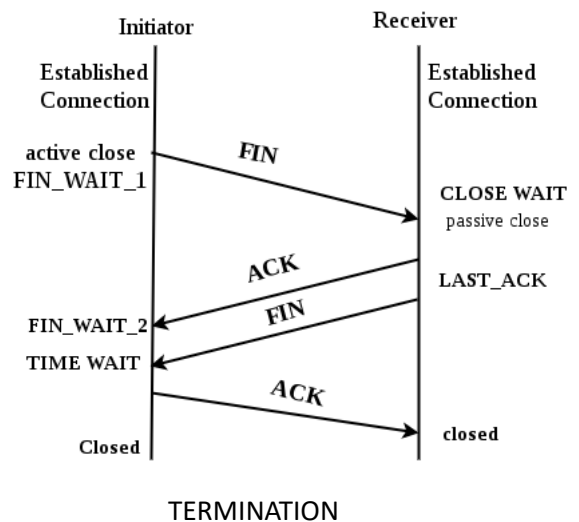 Initiator
Receiver
Established
Connection
Established
Connection
active close
FIN_WAIT_1
FIN
CLOSE WAIT
passive close
ACK
LAST_ACK
FIN_WAIT_2
FIN
TIME WAIT
ACK
Closed
closed
TERMINATION